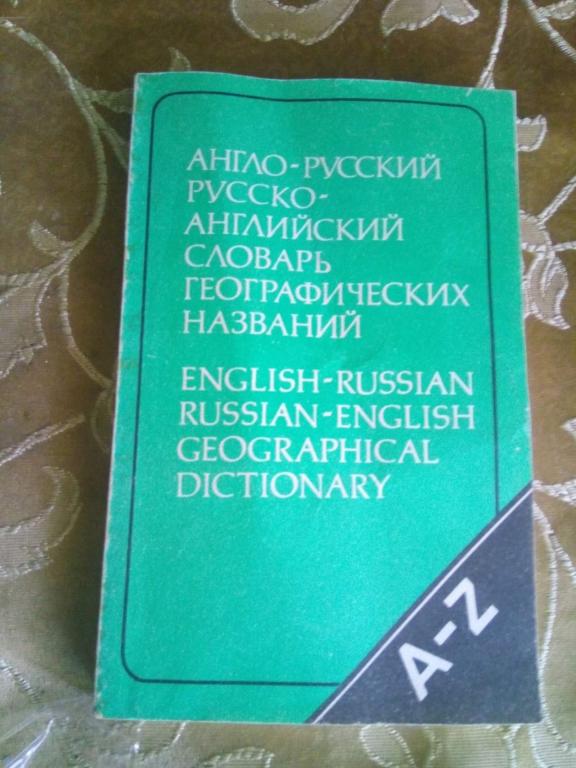 АНГЛО-РУССКИЙ
РУССКО-
АНГЛИЙСКИЙ
СЛОВАРЬ
ГЕОГРАФИЧЕСКИХ
НАЗВАНИЙ
ENGLISH-RUSSIAN
RUSSIAN-ENGLISH
GEOGRAPHICAL
DICTIONARY
A-Z